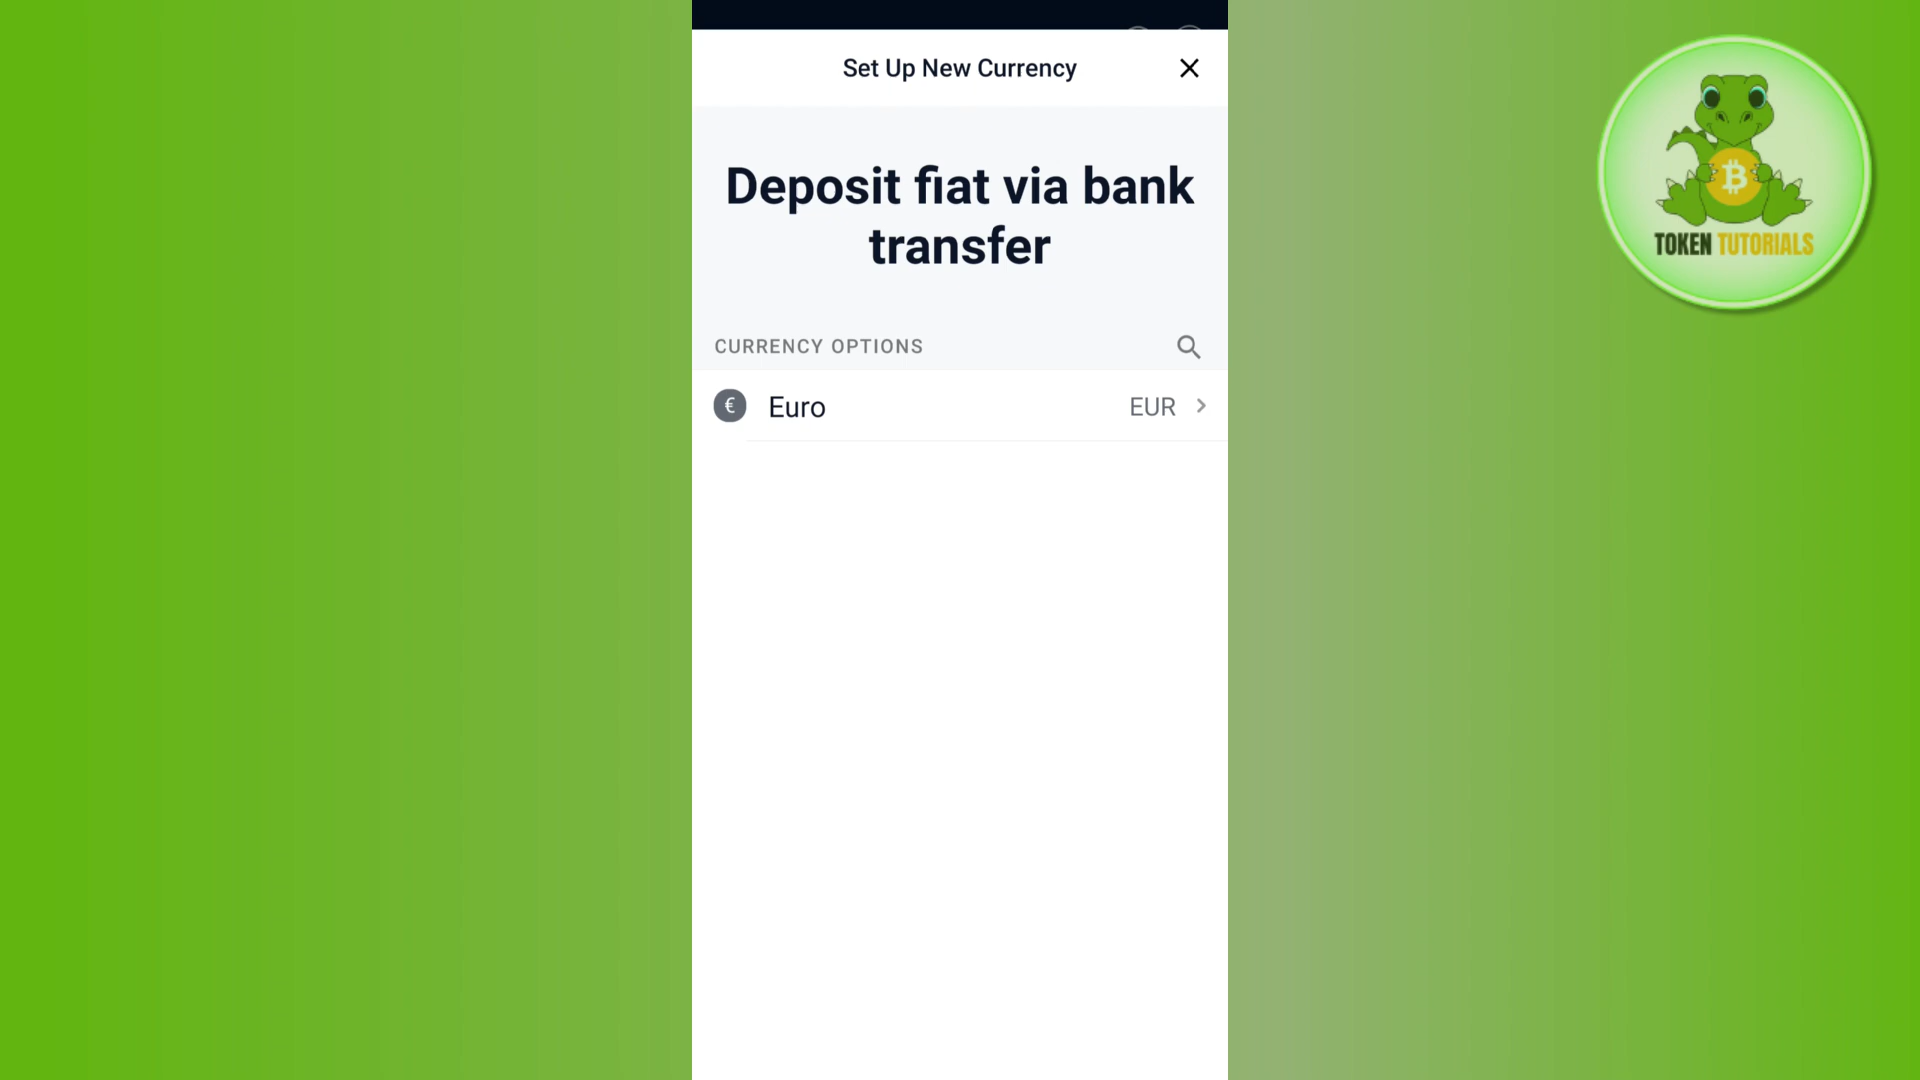 Set Up New Currency
Deposit fiat via bank
transfer
CURRENCY OPTIONS
€ Euro EUR
₿
TOKEN TUTORIALS